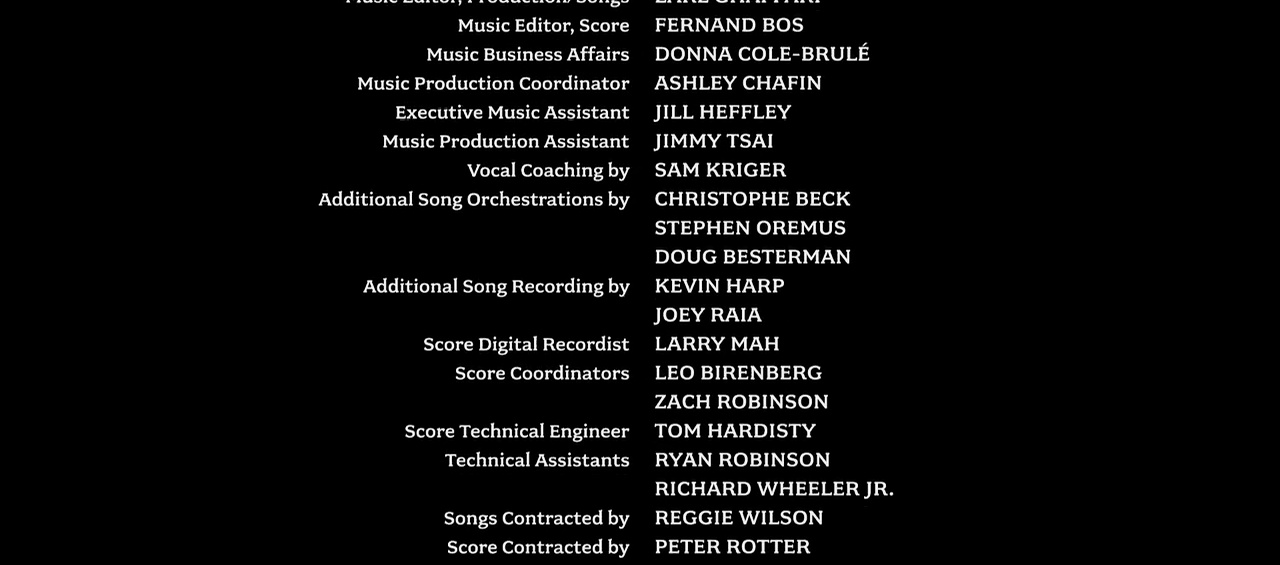 Music Editor, Score FERNAND BOS
Music Business Affairs DONNA COLE-BRULÉ
Music Production Coordinator ASHLEY CHAFIN
Executive Music Assistant JILL HEFFLEY
Music Production Assistant JIMMY TSAI
Vocal Coaching by SAM KRIGER
Additional Song Orchestrations by CHRISTOPHE BECK
STEPHEN OREMUS
DOUG BESTERMAN
Additional Song Recording by KEVIN HARP
JOEY RAIA
Score Digital Recordist LARRY MAH
Score Coordinators LEO BIRENBERG
ZACH ROBINSON
Score Technical Engineer TOM HARDISTY
Technical Assistants RYAN ROBINSON
RICHARD WHEELER JR.
Songs Contracted by REGGIE WILSON
Score Contracted by PETER ROTTER